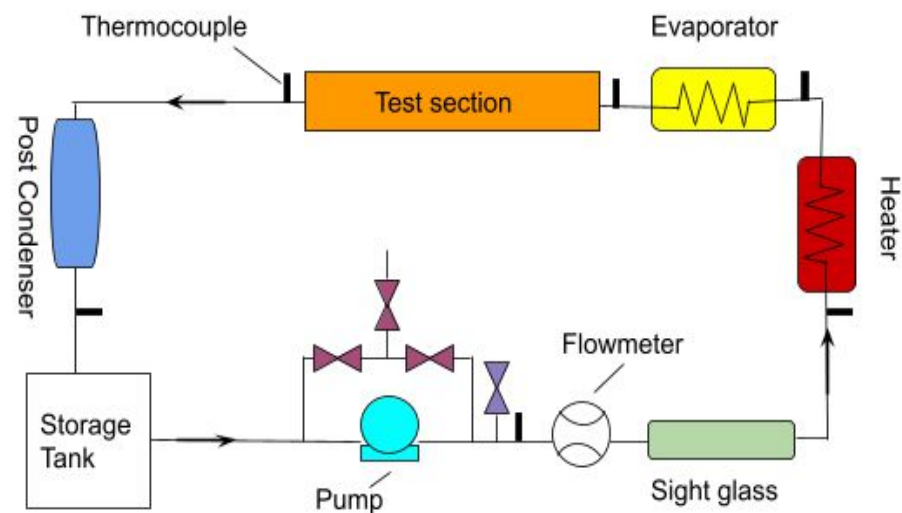 Thermocouple
Evaporator
Test section
Post Condenser
Heater
Flowmeter
Storage
Tank
Pump
Sight glass